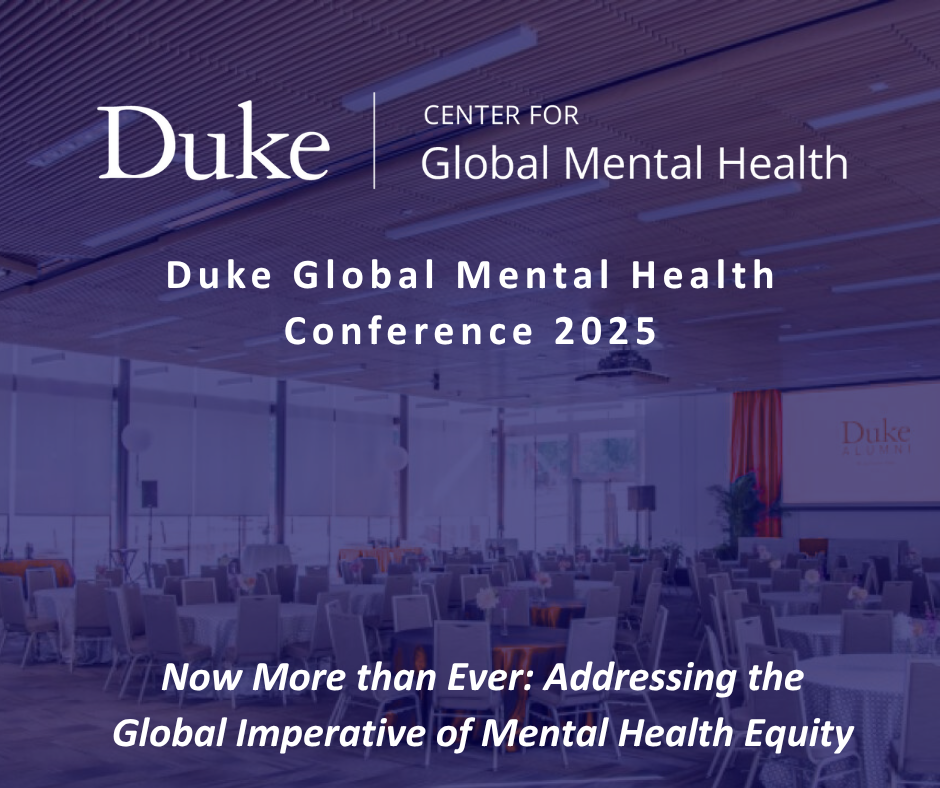 Duke
CENTER FOR
Global Mental Health
Duke Global Mental Health
Conference 2025
Duke
ALUMNI
Now More than Ever: Addressing the
Global Imperative of Mental Health Equity